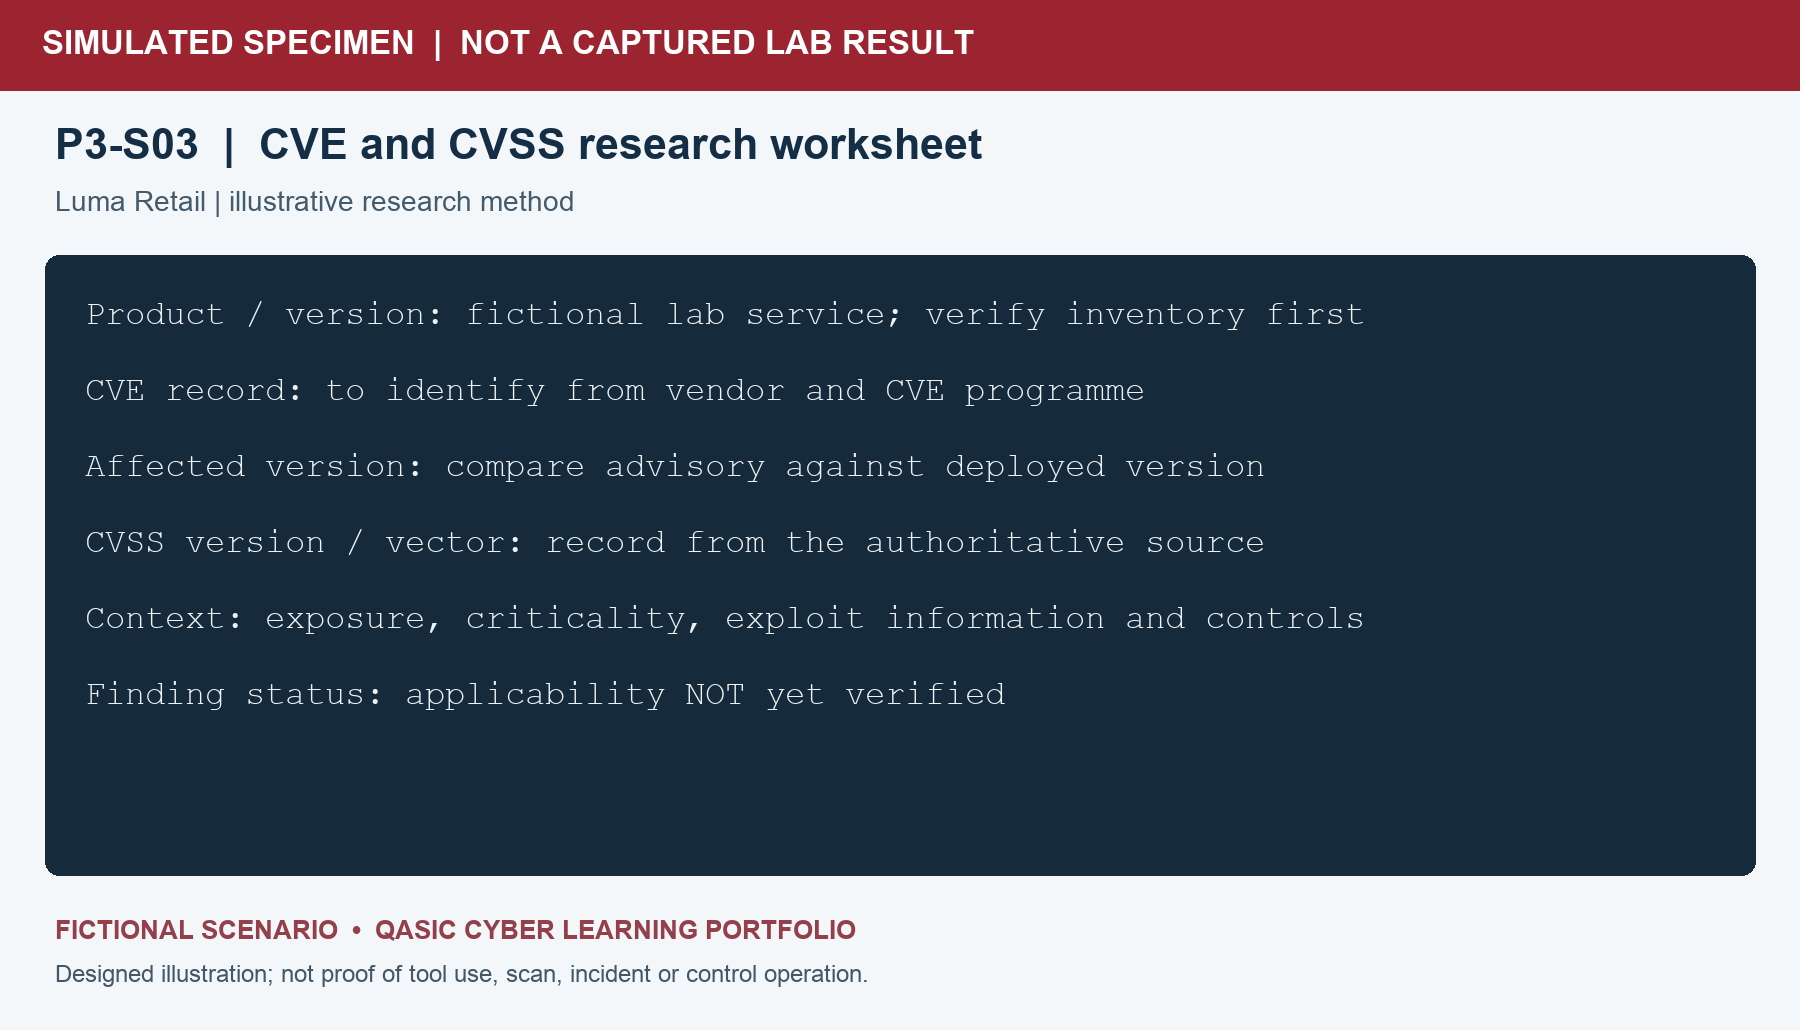 SIMULATED SPECIMEN | NOT A CAPTURED LAB RESULT
P3-S03 | CVE and CVSS research worksheet
Luma Retail | illustrative research method
Product / version: fictional lab service; verify inventory first
CVE record: to identify from vendor and CVE programme
Affected version: compare advisory against deployed version
CVSS version / vector: record from the authoritative source
Context: exposure, criticality, exploit information and controls
Finding status: applicability NOT yet verified
FICTIONAL SCENARIO • QASIC CYBER LEARNING PORTFOLIO
Designed illustration; not proof of tool use, scan, incident or control operation.